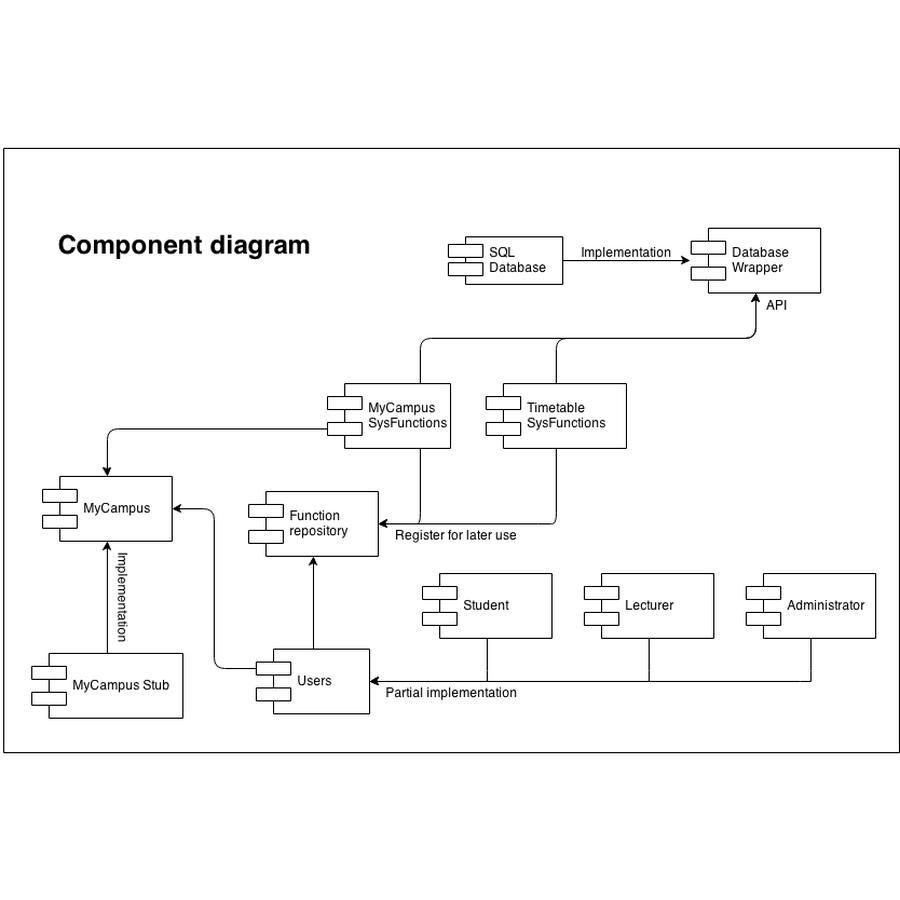 Component diagram
SQL
Database
Implementation
Database
Wrapper
API
MyCampus
SysFunctions
Timetable
SysFunctions
MyCampus
Function
repository
Register for later use
Implementation
Student
Lecturer
Administrator
MyCampus Stub
Users
Partial implementation